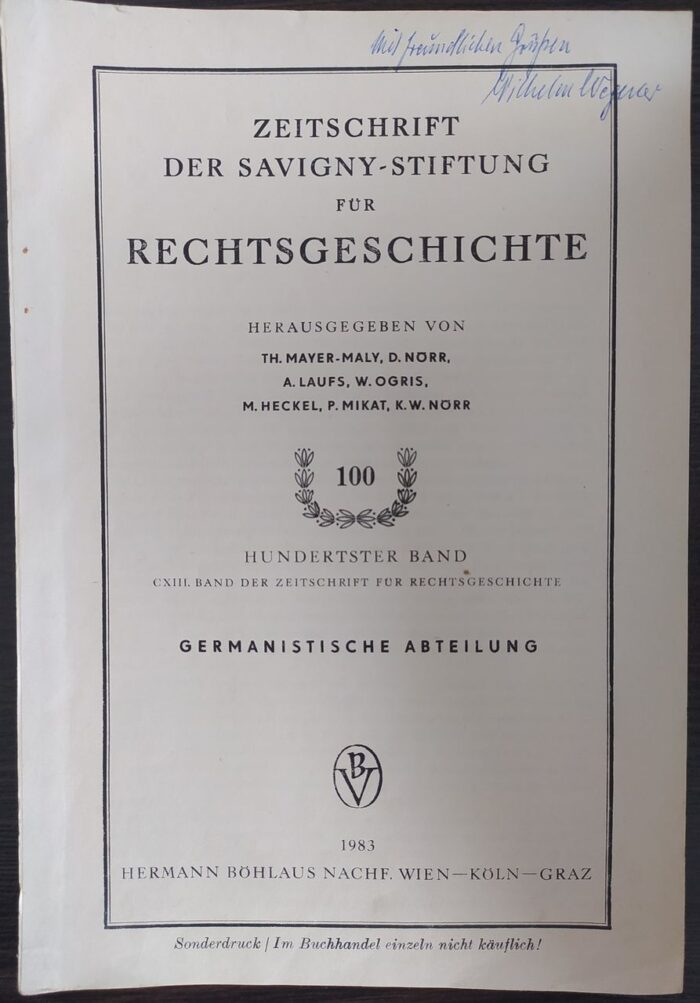 Mit freundlichen Grüßen
Wilhelm Wegener
ZEITSCHRIFT
DER SAVIGNY-STIFTUNG
FÜR
RECHTSGESCHICHTE
HERAUSGEGEBEN VON
TH. MAYER-MALY, D. NÖRR,
A. LAUFS, W. OGRIS,
M. HECKEL, P. MIKAT, K. W. NÖRR
100
HUNDERTSTER BAND
CXIII. BAND DER ZEITSCHRIFT FÜR RECHTSGESCHICHTE
GERMANISTISCHE ABTEILUNG
BV
1983
HERMANN BÖHLAUS NACHF. WIEN—KÖLN—GRAZ
Sonderdruck / Im Buchhandel einzeln nicht käuflich!